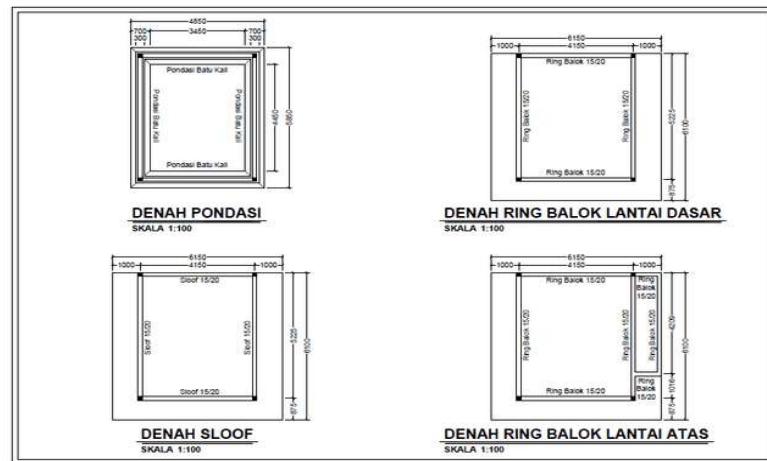 4850
700 3450 700
300 300
Pondasi Batu Kali
Pondasi Batu Kali
Pondasi Batu Kali
Pondasi Batu Kali
4450
5850
DENAH PONDASI
SKALA 1:100
6150
1000 4150 1000
Ring Balok 15/20
Ring Balok 15/20
Ring Balok 15/20
Ring Balok 15/20
5225
6100
875
DENAH RING BALOK LANTAI DASAR
SKALA 1:100
6150
1000 4150 1000
Sloof 15/20
Sloof 15/20
Sloof 15/20
Sloof 15/20
5225
6100
875
DENAH SLOOF
SKALA 1:100
6150
1000 4150 1000
Ring Balok 15/20
Ring
Balok
15/20
Ring Balok 15/20
Ring Balok 15/20
Ring Balok 15/20
Ring Balok 15/20
Ring
Balok
15/20
4209
6100
1016
875
DENAH RING BALOK LANTAI ATAS
SKALA 1:100